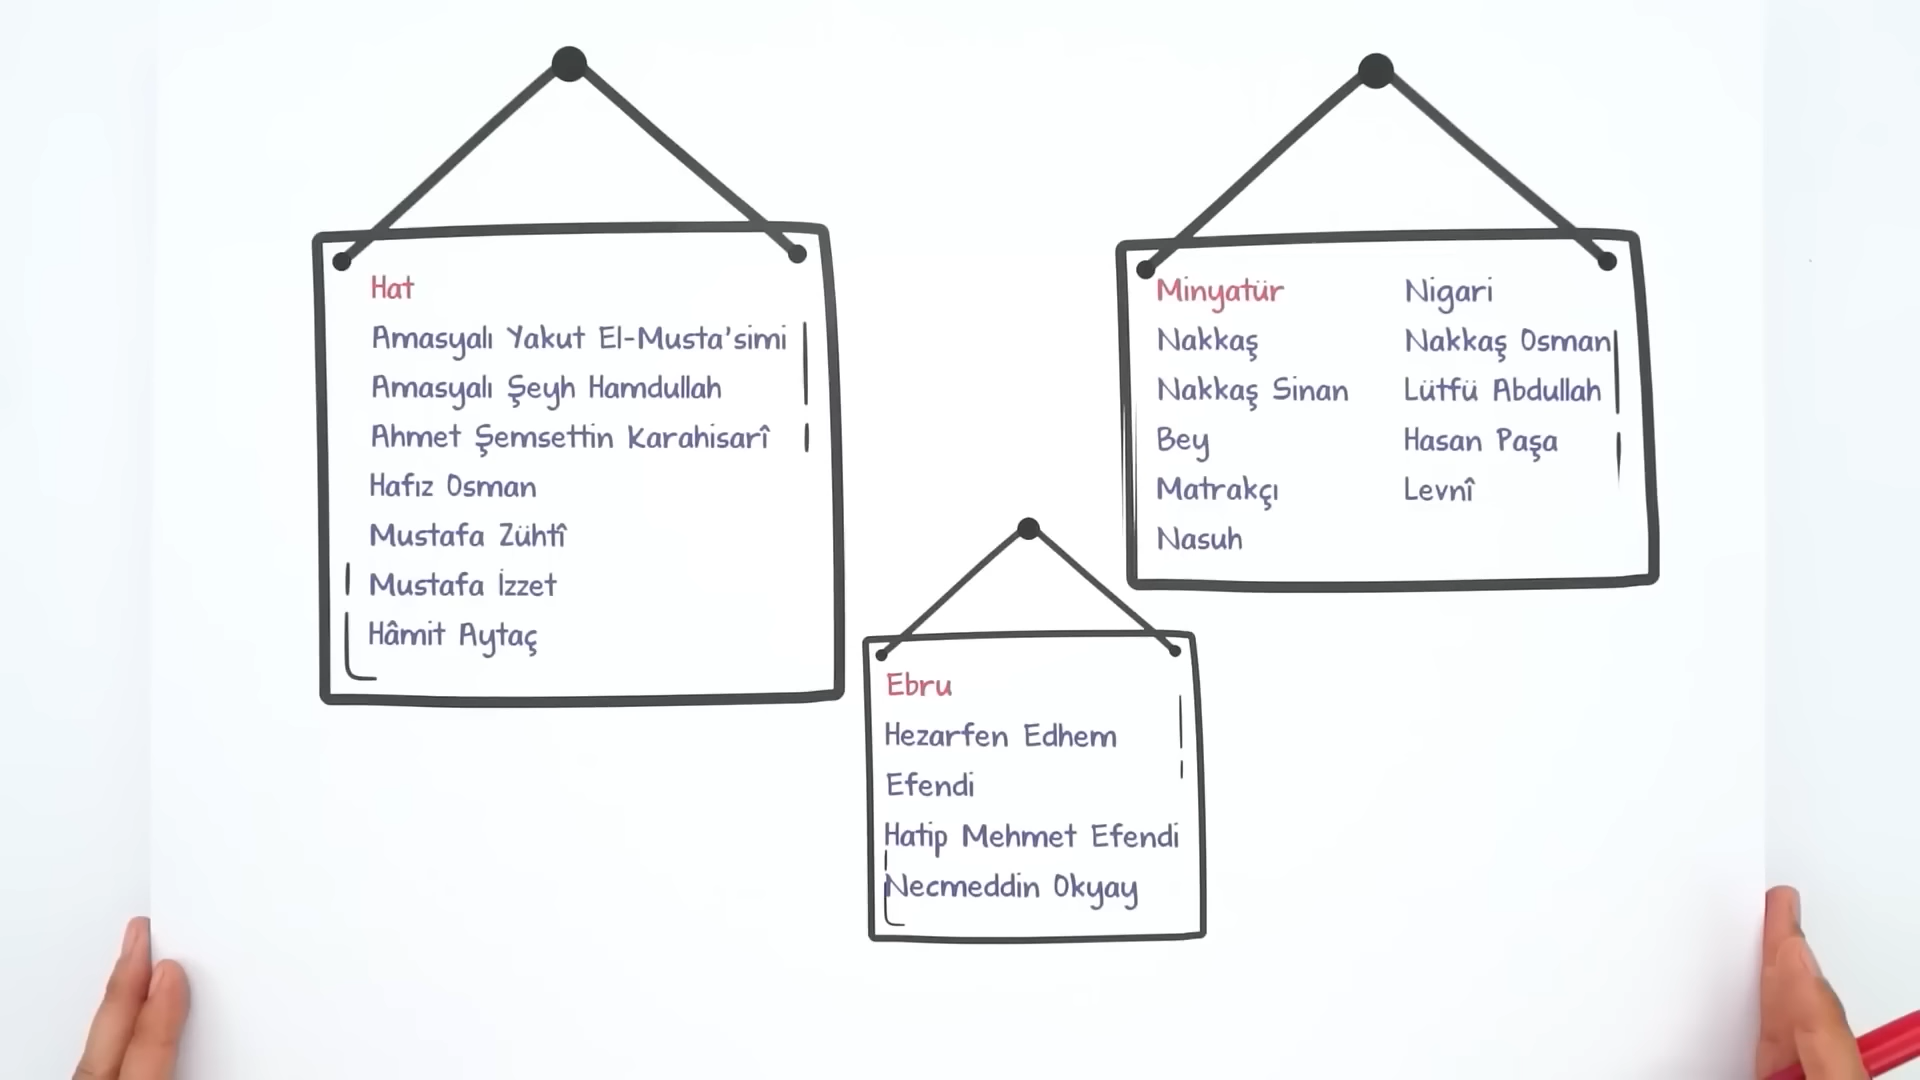 Hat
Amasyalı Yakut El-Musta'simi
Amasyalı Şeyh Hamdullah
Ahmet Şemsettin Karahisarî
Hafız Osman
Mustafa Zühtî
Mustafa İzzet
Hâmit Aytaç
Minyatür
Nakkaş
Nakkaş Sinan
Bey
Matrakçı
Nasuh
Nigari
Nakkaş Osman
Lütfü Abdullah
Hasan Paşa
Levnî
Ebru
Hezarfen Edhem
Efendi
Hatip Mehmet Efendi
Necmeddin Okyay